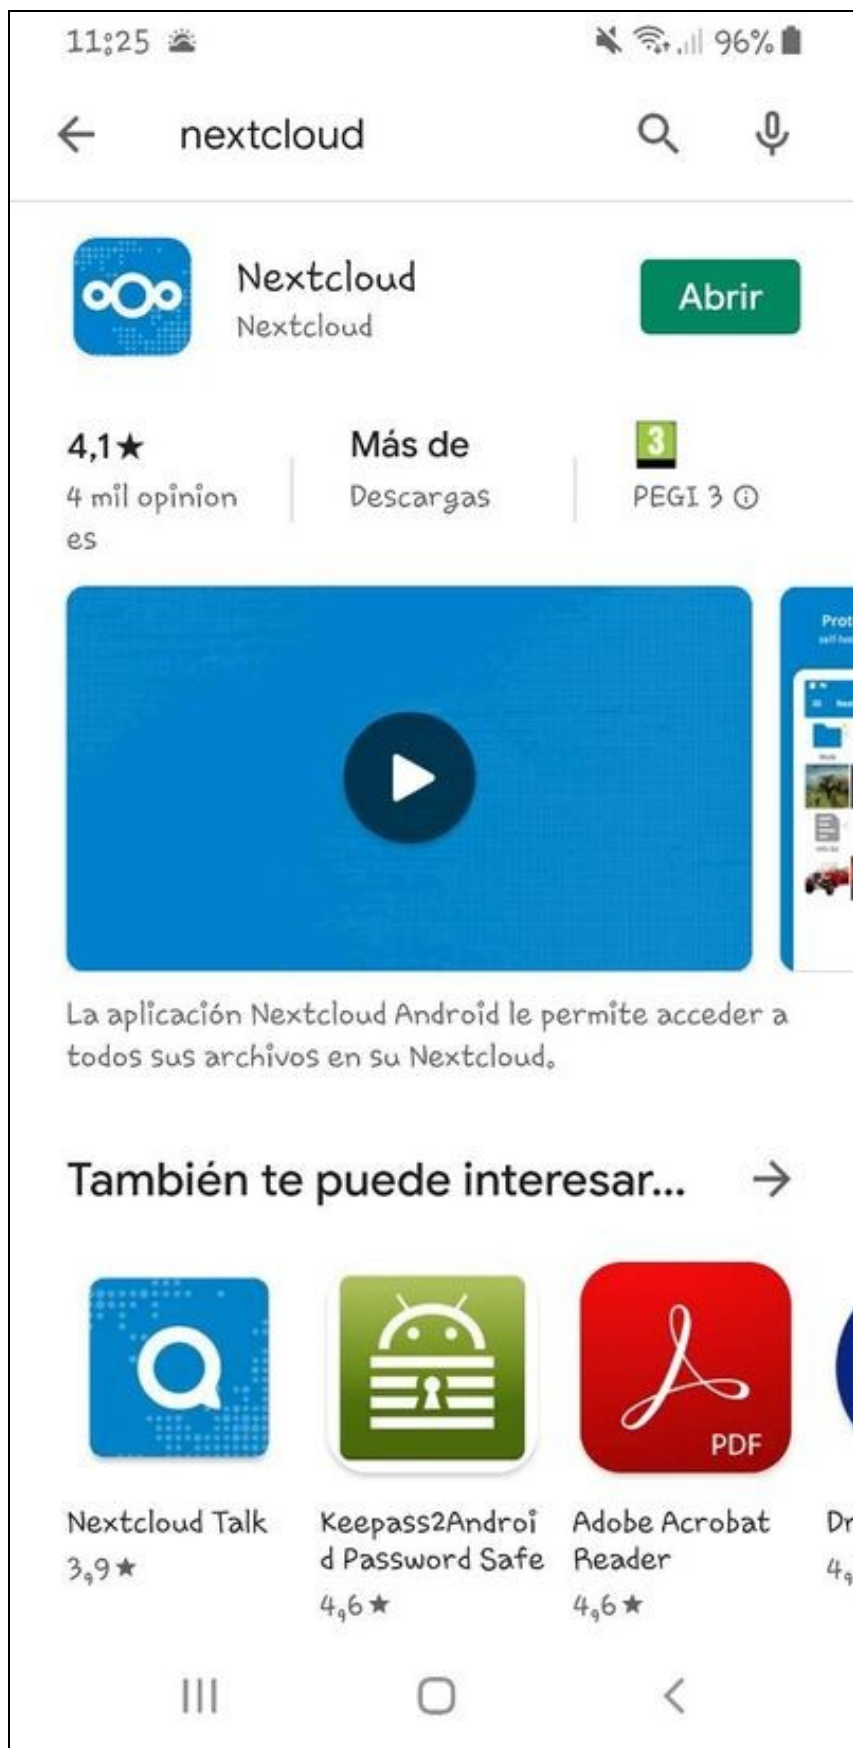 11:25 96%
nextcloud
Nextcloud
Nextcloud
Abrir
4,1★
4 mil opinion
es
Más de
Descargas
3
PEGI 3
La aplicación Nextcloud Android le permite acceder a
todos sus archivos en su Nextcloud.
También te puede interesar...
PDF
Nextcloud Talk
3,9★
Keepass2Androi
d Password Safe
4,6★
Adobe Acrobat
Reader
4,6★
Dr
4,